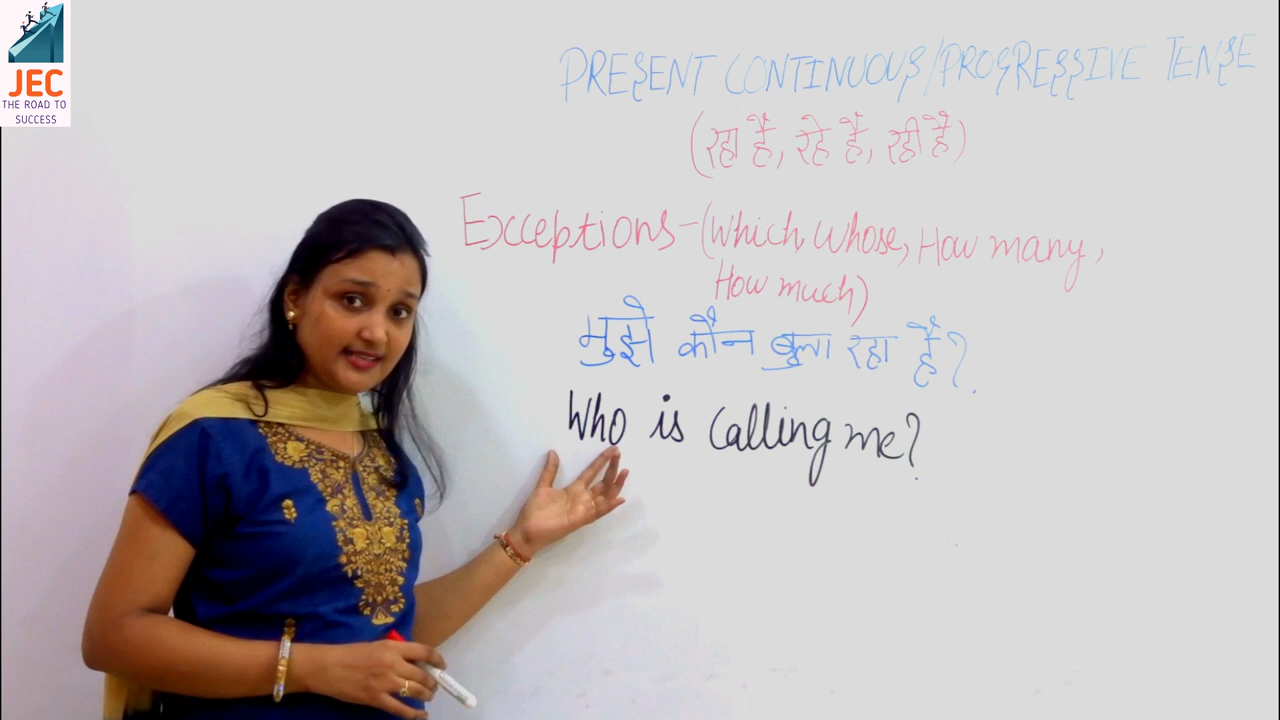 JEC
THE ROAD TO
SUCCESS
PRESENT CONTINUOUS/PROGRESSIVE TENSE
(रहा है, रहे हैं, रही है)
Exceptions-(Which, Whose, How many,
How much)
मुझे कौन बुला रहा है?
Who is calling me?